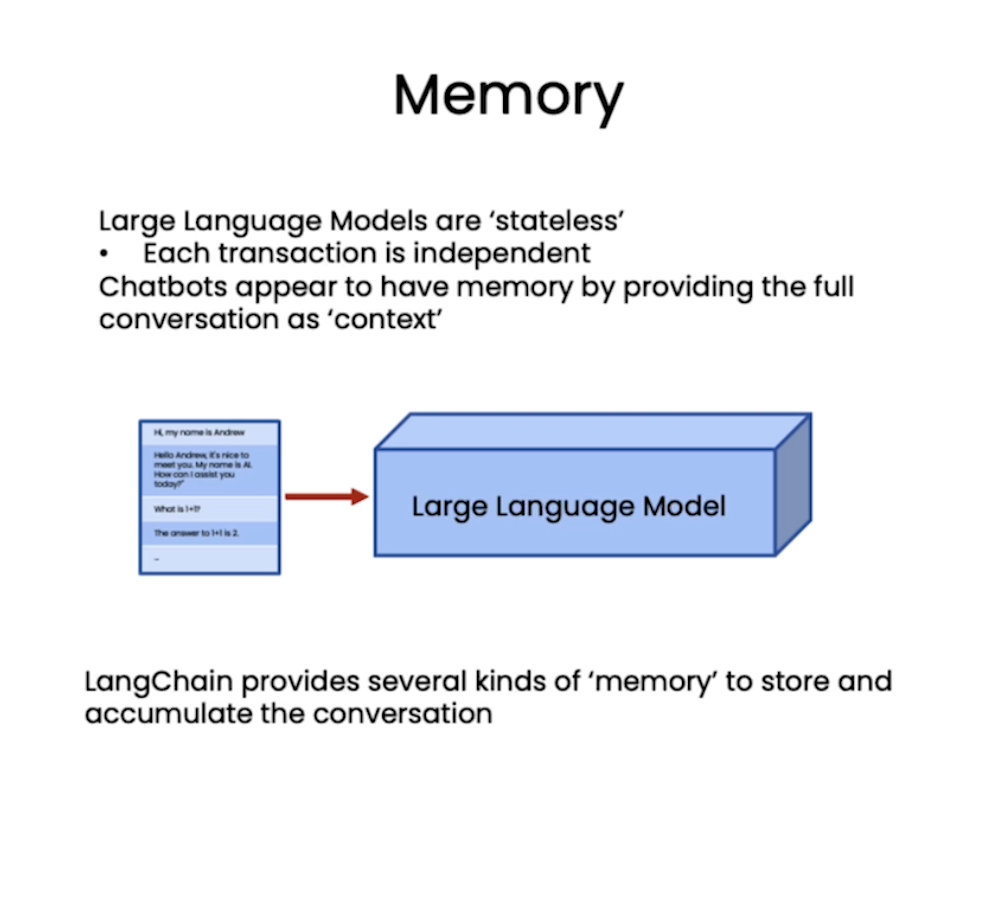 Memory
Large Language Models are ‘stateless’
• Each transaction is independent
Chatbots appear to have memory by providing the full
conversation as ‘context’
Hi, my name is Andrew
Hello Andrew, it's nice to
meet you. My name is AI.
How can I assist you
today?"
What is 1+1?
The answer to 1+1 is 2.
...
Large Language Model
LangChain provides several kinds of ‘memory’ to store and
accumulate the conversation